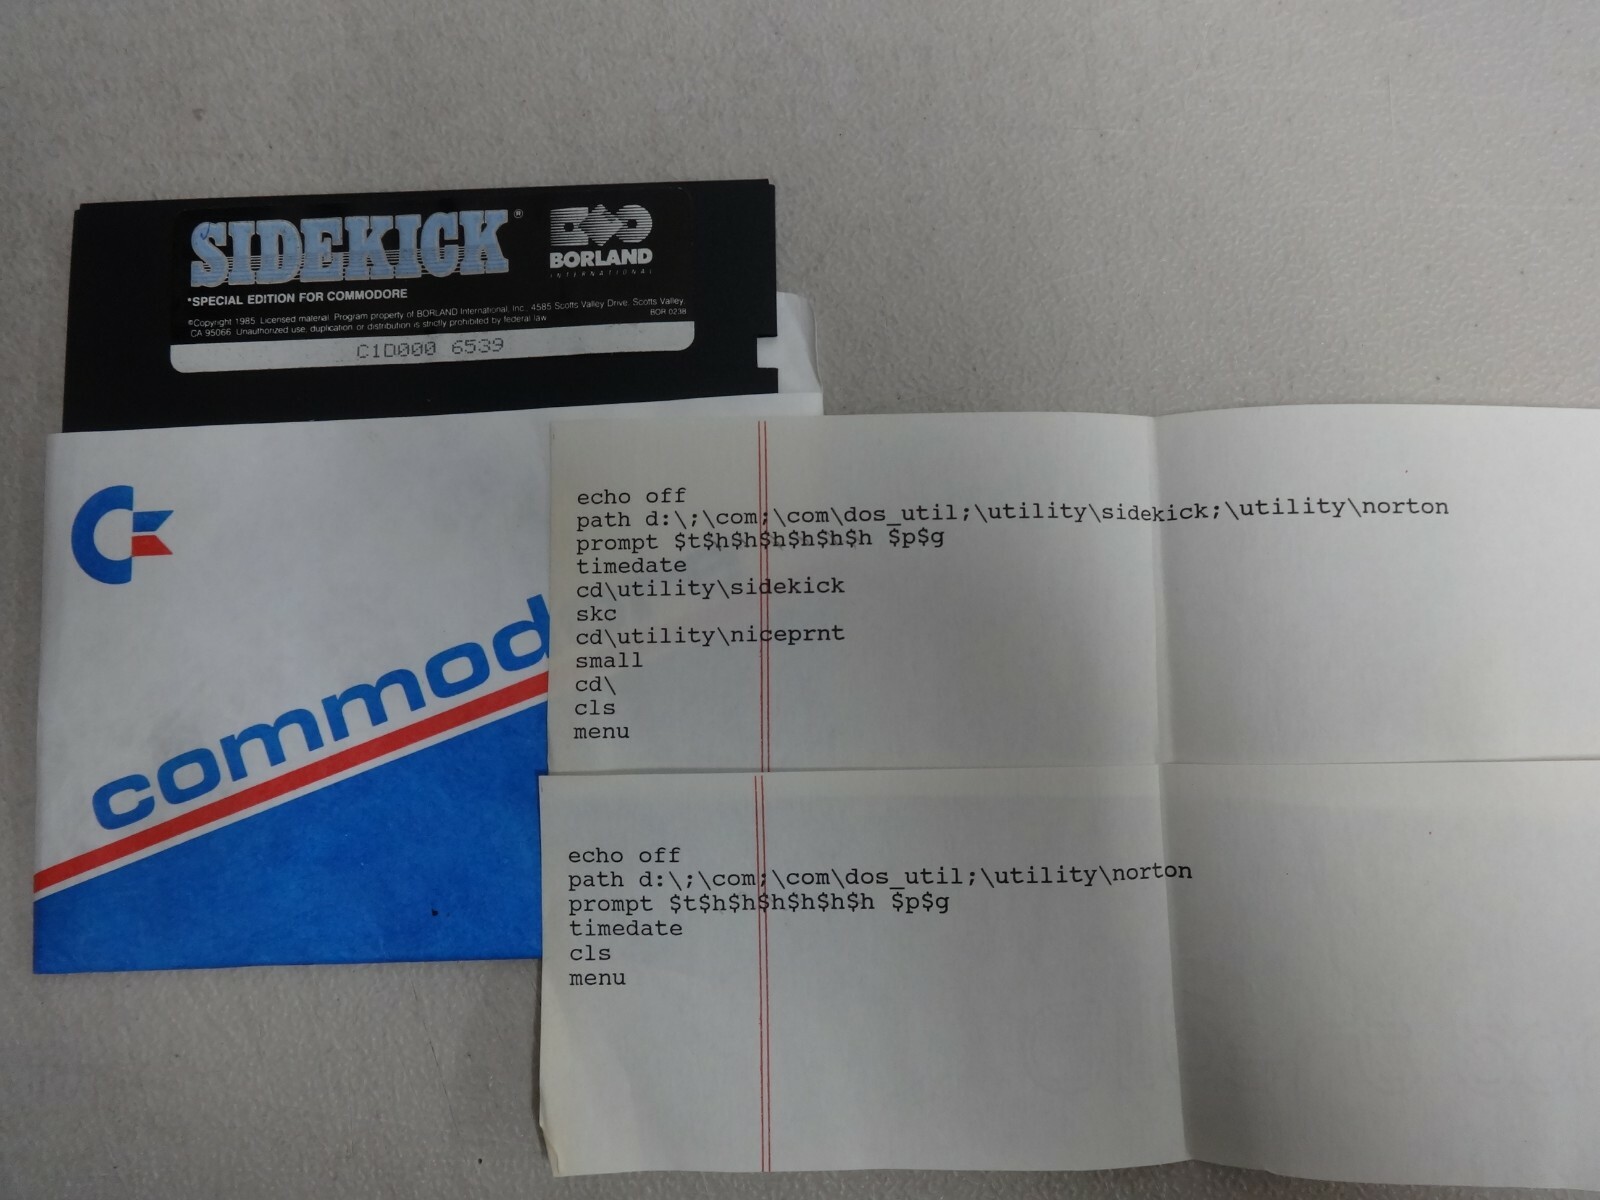 SIDEKICK®
BORLAND
INTERNATIONAL
*SPECIAL EDITION FOR COMMODORE
©Copyright 1985. Licensed material. Program property of BORLAND International, Inc., 4585 Scotts Valley Drive, Scotts Valley,
CA 95066. Unauthorized use, duplication or distribution is strictly prohibited by federal law.
BOR 0238
C1D000 6539
commod
echo off
path d:\;\com;\com\dos_util;\utility\sidekick;\utility\norton
prompt $t$h$h$h$h$h$h $p$g
timedate
cd\utility\sidekick
skc
cd\utility\niceprnt
small
cd\
cls
menu
echo off
path d:\;\com;\com\dos_util;\utility\norton
prompt $t$h$h$h$h$h$h $p$g
timedate
cls
menu